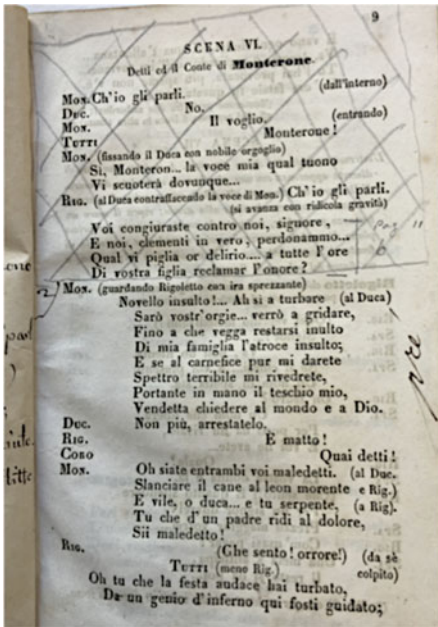 9
SCENA VI.
Detti ed il Conte di Monterone.
(dall'interno)
Mon. Ch'io gli parli.
Duc. No.
(entrando)
Mon. Il voglio.
Tutti Monterone!
Mon. (fissando il Duca con nobile orgoglio)
Sì, Monteron... la voce mia qual tuono
Vi scuoterà dovunque...
Rig. (al Duca contraffacendo la voce di Mon.) Ch'io gli parli.
(si avanza con ridicola gravità)
Voi congiuraste contro noi, signore,
E noi, clementi in vero, perdonammo...
Qual vi piglia or delirio.... a tutte l'ore
Di vostra figlia reclamar l'onore?
Pag 11
2
Mon. (guardando Rigoletto con ira sprezzante)
Novello insulto!... Ah sì a turbare (al Duca)
Sarò vostr'orgie... verrò a gridare,
Fino a che vegga restarsi inulto
Di mia famiglia l'atroce insulto;
E se al carnefice pur mi darete
Spettro terribile mi rivedrete,
Portante in mano il teschio mio,
Vendetta chiedere al mondo e a Dio.
Duc. Non più, arrestatelo.
Rig. E matto!
Coro Quai detti!
Mon. Oh siate entrambi voi maledetti. (al Duc.
Slanciare il cane al leon morente e Rig.)
E vile, o duca... e tu serpente, (a Rig).
Tu che d'un padre ridi al dolore,
Sii maledetto!
Rig. (Che sento! orrore!) (da sè
Tutti (meno Rig.) colpito)
Oh tu che la festa audace hai turbato,
Da un genio d'inferno qui fosti guidato;